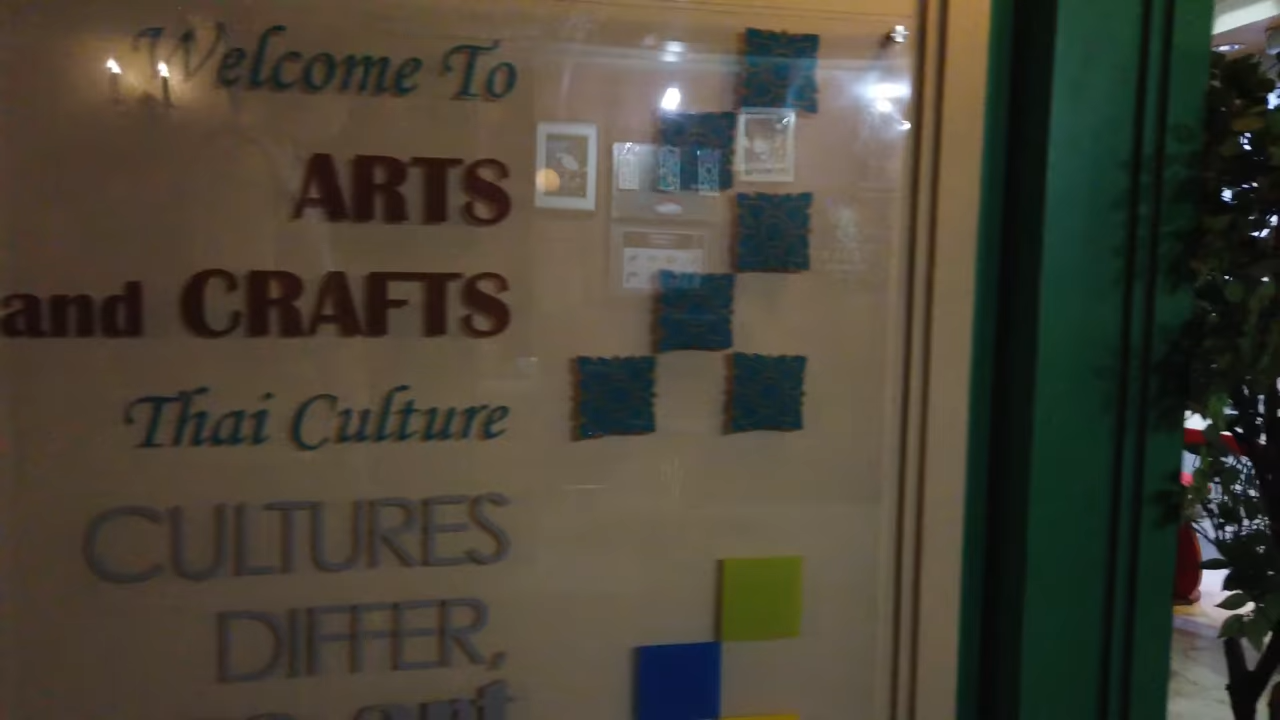 Welcome To
ARTS
and CRAFTS
Thai Culture
CULTURES
DIFFER,